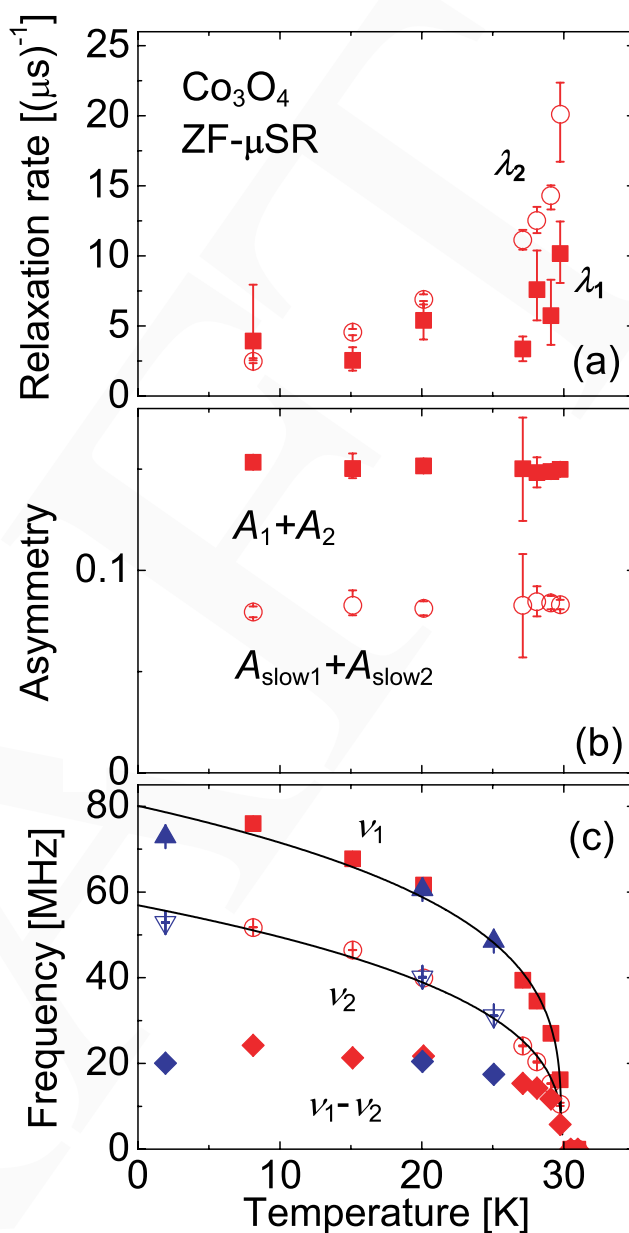 Relaxation rate [(μs)⁻¹]
25
20
15
10
5
0
Co₃O₄
ZF-μSR
λ₂
λ₁
(a)
Asymmetry
0.1
0
A₁+A₂
A_slow1+A_slow2
(b)
Frequency [MHz]
80
60
40
20
0
ν₁
(c)
ν₂
ν₁-ν₂
0 10 20 30
Temperature [K]